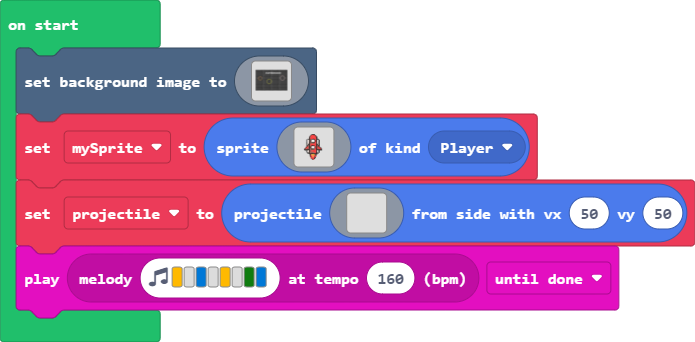 on start
set background image to
set mySprite to sprite of kind Player
set projectile to projectile from side with vx 50 vy 50
play melody at tempo 160 (bpm) until done